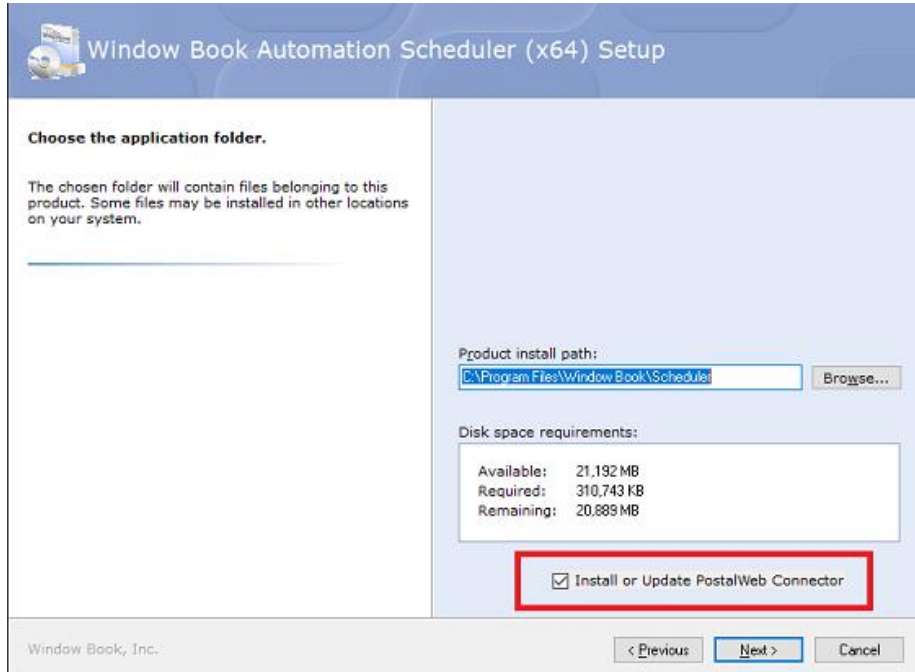 Window Book Automation Scheduler (x64) Setup
Choose the application folder.
The chosen folder will contain files belonging to this
product. Some files may be installed in other locations
on your system.
Product install path:
C:\Program Files\Window Book\Scheduler
Browse...
Disk space requirements:
Available: 21,192 MB
Required: 310,743 KB
Remaining: 20,889 MB
Install or Update PostalWeb Connector
Window Book, Inc.
< Previous
Next >
Cancel